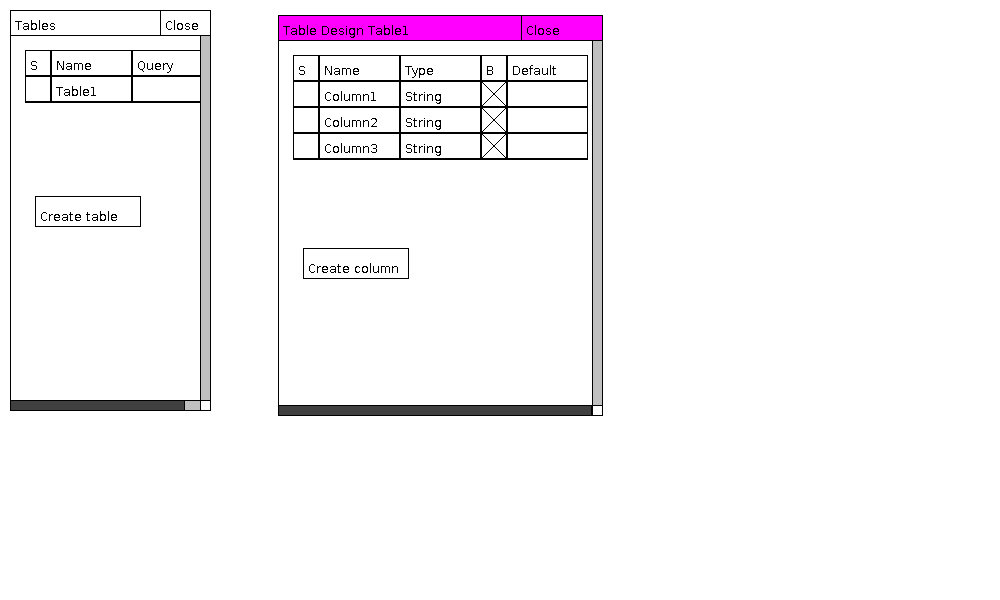 Tables Close
S Name Query
Table1
Create table
Table Design Table1 Close
S Name Type B Default
Column1 String
Column2 String
Column3 String
Create column